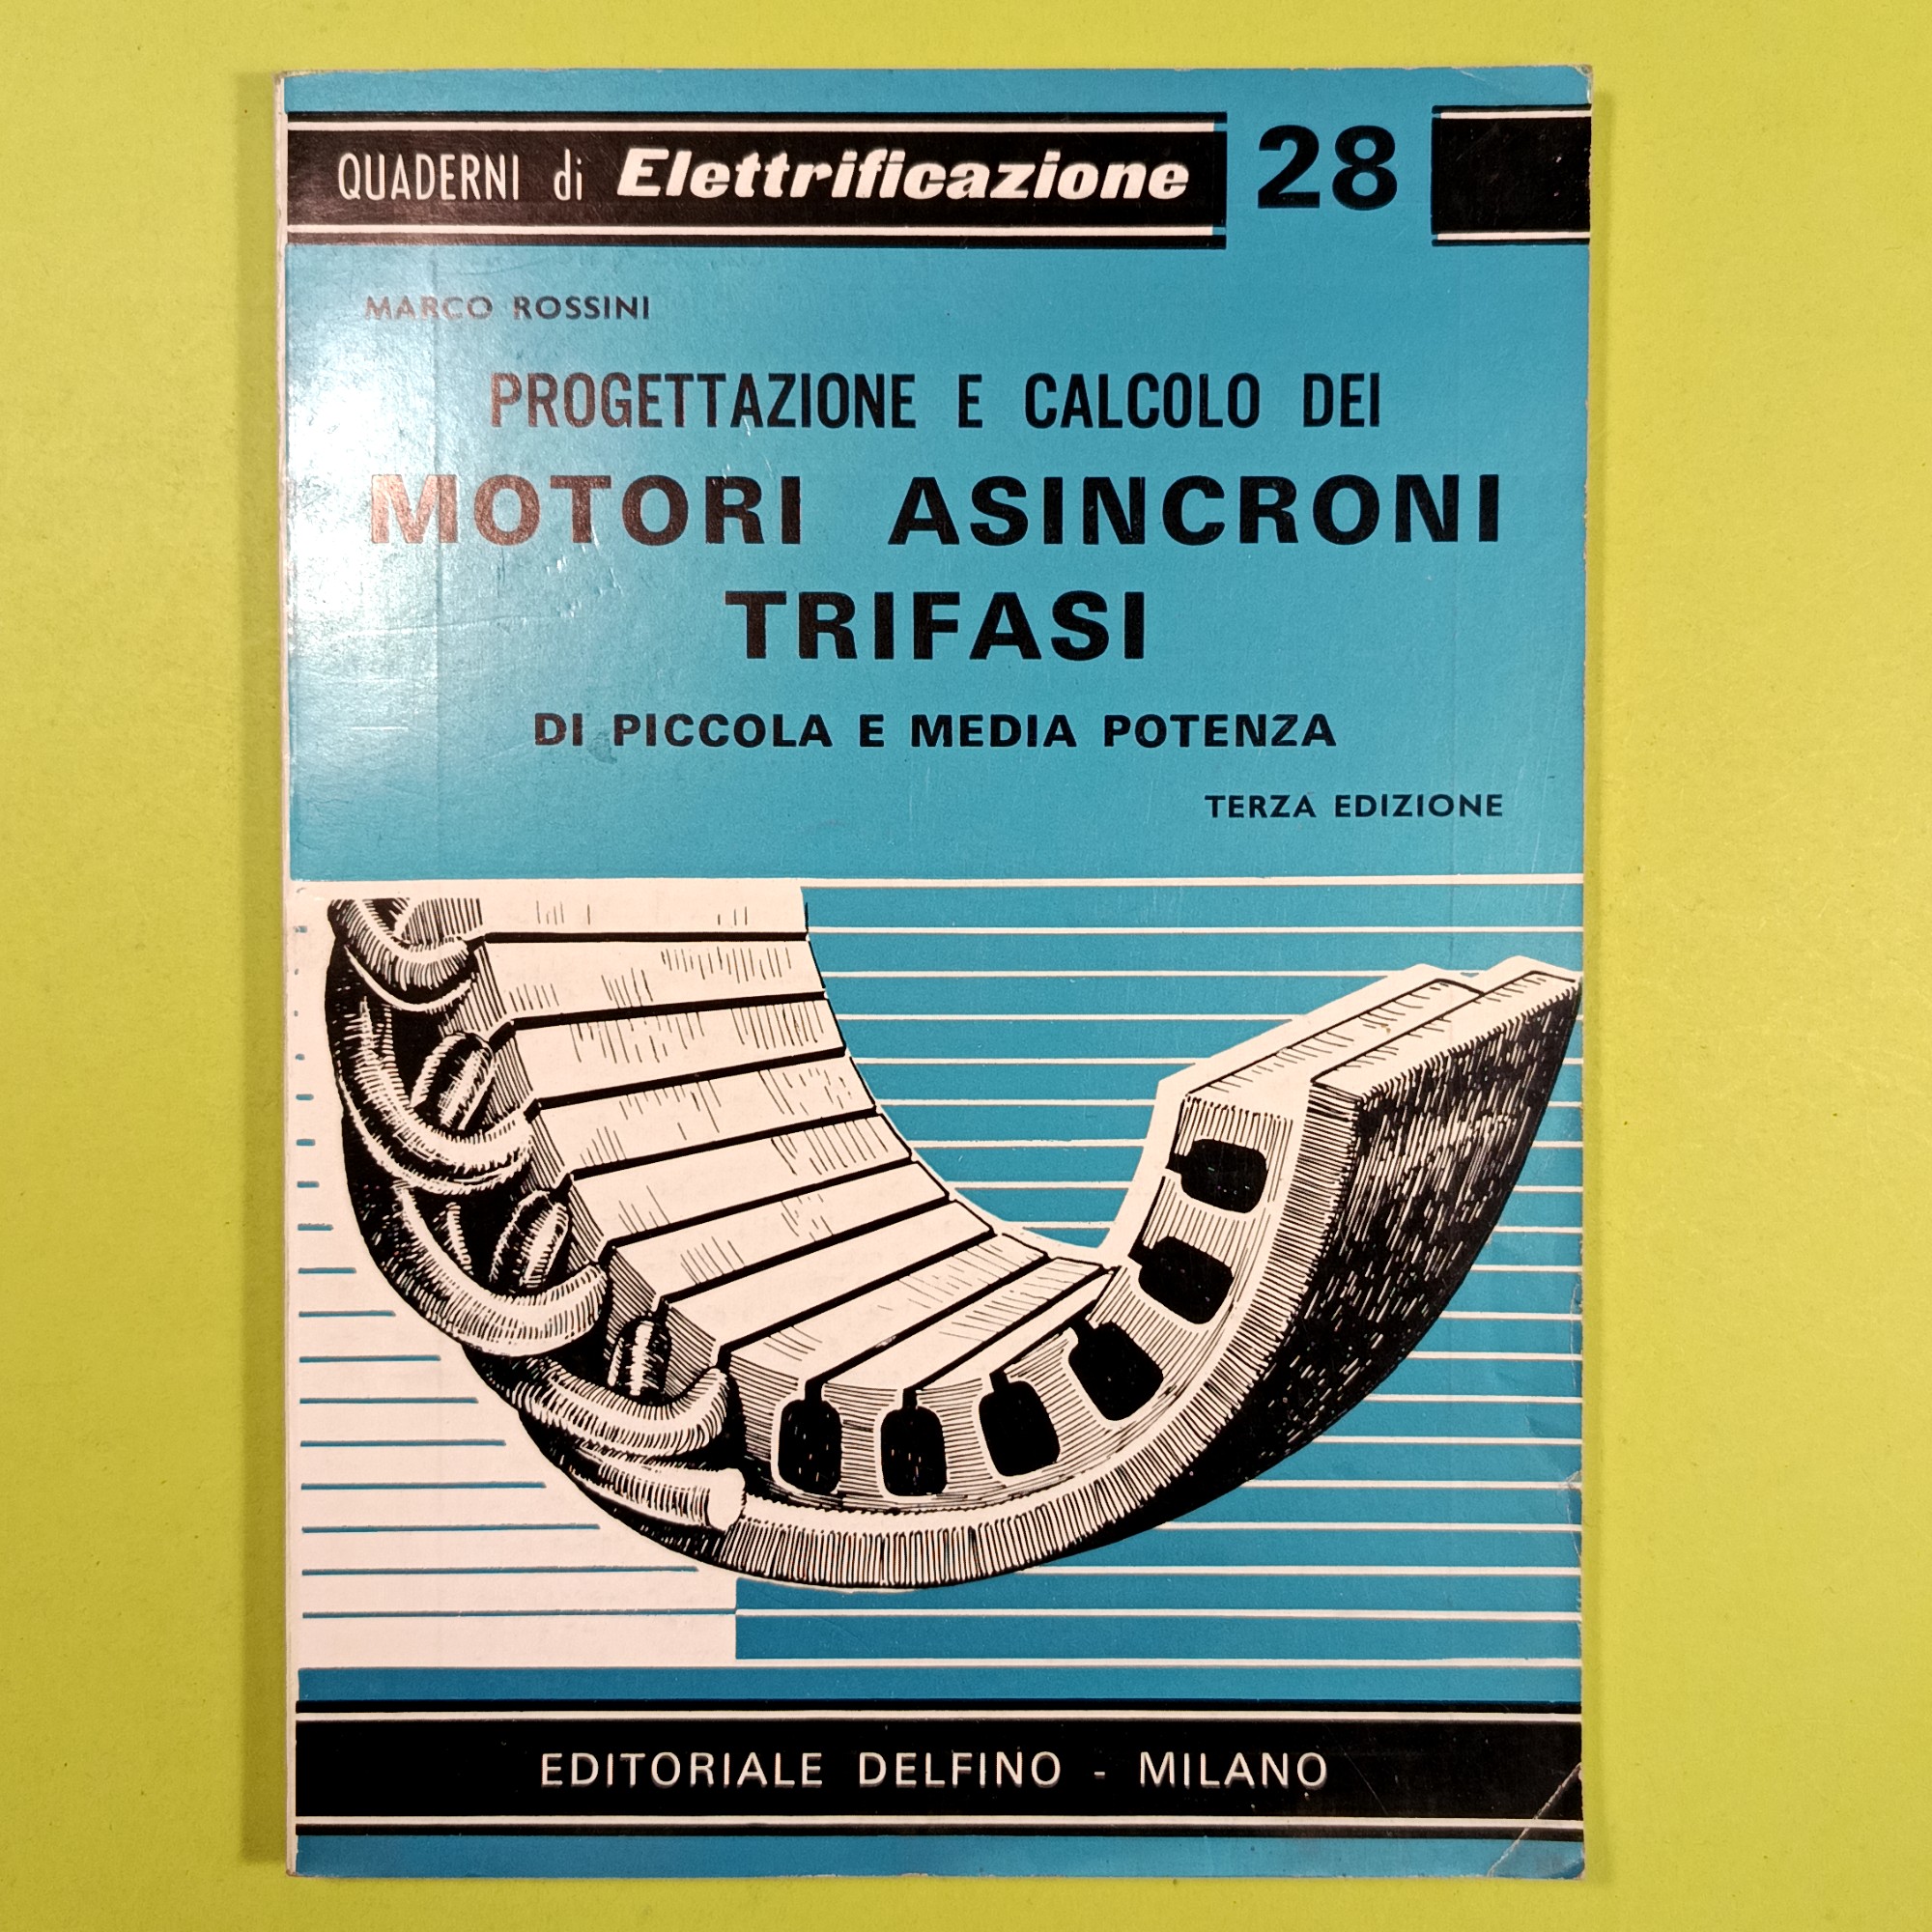 QUADERNI di Elettrificazione 28
MARCO ROSSINI
PROGETTAZIONE E CALCOLO DEI
MOTORI ASINCRONI
TRIFASI
DI PICCOLA E MEDIA POTENZA
TERZA EDIZIONE
EDITORIALE DELFINO - MILANO